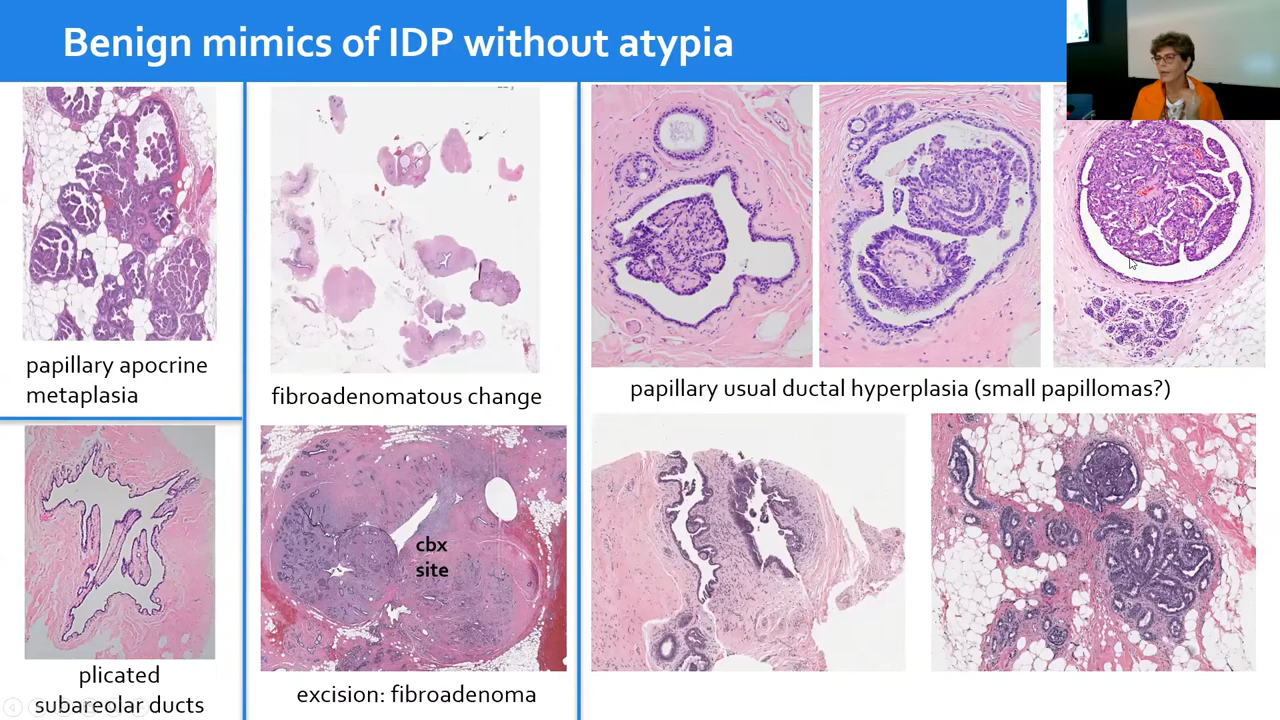 Benign mimics of IDP without atypia
papillary apocrine
metaplasia
plicated
subareolar ducts
fibroadenomatous change
cbx
site
excision: fibroadenoma
papillary usual ductal hyperplasia (small papillomas?)